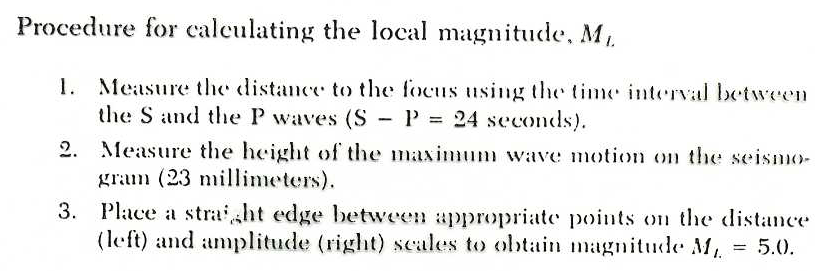 Procedure for calculating the local magnitude, M_L
1. Measure the distance to the focus using the time interval between
the S and the P waves (S − P = 24 seconds).
2. Measure the height of the maximum wave motion on the seismo-
gram (23 millimeters).
3. Place a straight edge between appropriate points on the distance
(left) and amplitude (right) scales to obtain magnitude M_L = 5.0.